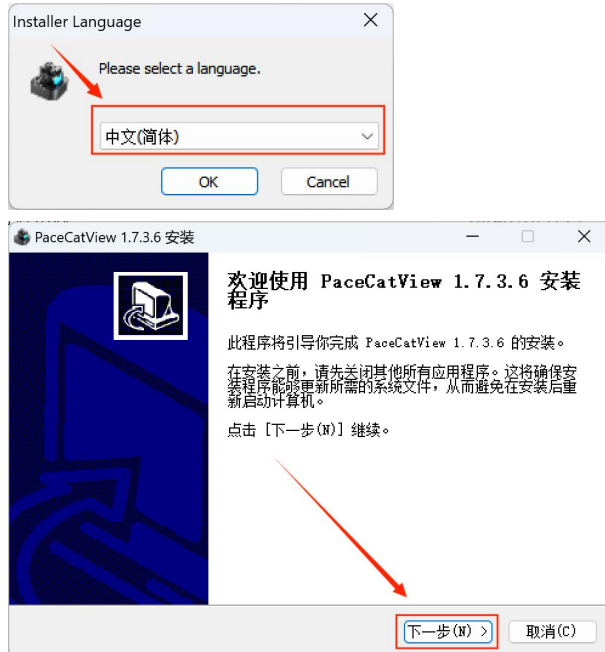 Installer Language
Please select a language.
中文(简体)
OK
Cancel
PaceCatView 1.7.3.6 安装
欢迎使用 PaceCatView 1.7.3.6 安装
程序
此程序将引导你完成 PaceCatView 1.7.3.6 的安装。
在安装之前，请先关闭其他所有应用程序。这将确保安
装程序能够更新所需的系统文件，从而避免在安装后重
新启动计算机。
点击 [下一步(N)] 继续。
下一步(N) >
取消(C)